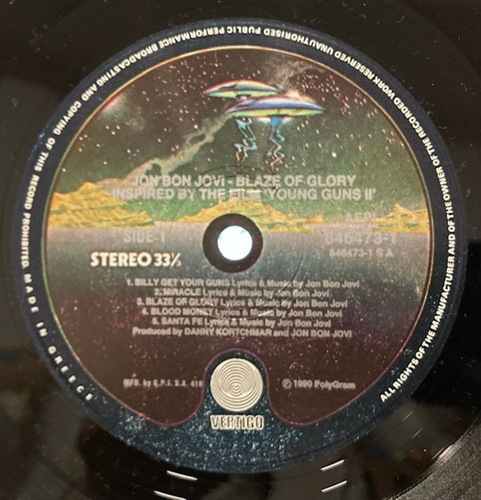 ALL RIGHTS OF THE MANUFACTURER AND OF THE OWNER OF THE RECORDED WORK RESERVED UNAUTHORISED PUBLIC PERFORMANCE BROADCASTING AND COPYING OF THIS RECORD PROHIBITED. MADE IN GREECE
JON BON JOVI - BLAZE OF GLORY
INSPIRED BY THE FILM 'YOUNG GUNS II'
AEPI
SIDE-1 846473-1
846473-1 S A
STEREO 33⅓
1. BILLY GET YOUR GUNS Lyrics & Music by Jon Bon Jovi
2. MIRACLE Lyrics & Music by Jon Bon Jovi
3. BLAZE OF GLORY Lyrics & Music by Jon Bon Jovi
4. BLOOD MONEY Lyrics & Music by Jon Bon Jovi
5. SANTA FE Lyrics & Music by Jon Bon Jovi
Produced by DANNY KORTCHMAR and JON BON JOVI
MFG. by E.P.I. S.A. ℗ 1990 PolyGram
VERTIGO